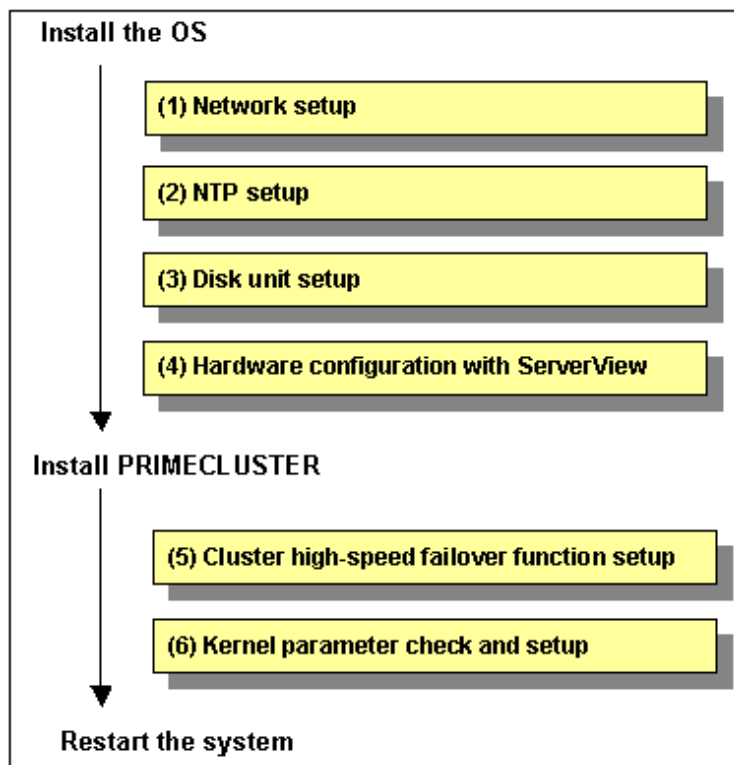 Install the OS
(1) Network setup
(2) NTP setup
(3) Disk unit setup
(4) Hardware configuration with ServerView
Install PRIMECLUSTER
(5) Cluster high-speed failover function setup
(6) Kernel parameter check and setup
Restart the system